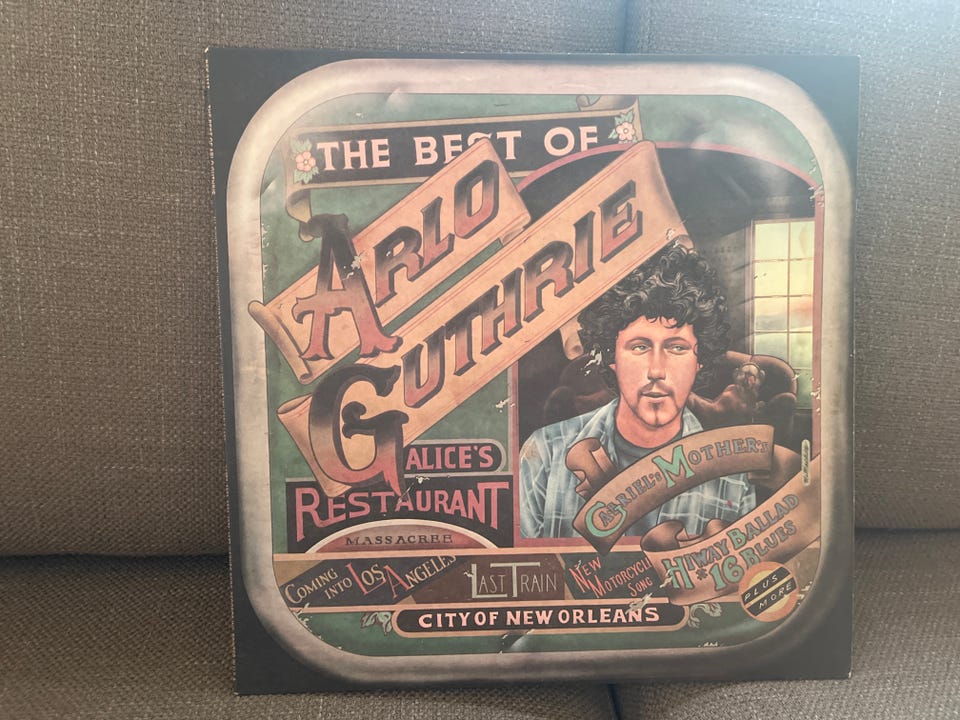 THE BEST OF
ARLO
GUTHRIE
ALICE'S
RESTAURANT
MASSACREE
GABRIEL'S MOTHER'S
HIWAY BALLAD
#16 BLUES
COMING
INTO LOS ANGELES
LAST TRAIN
NEW
MOTORCYCLE
SONG
PLUS
MORE
CITY OF NEW ORLEANS